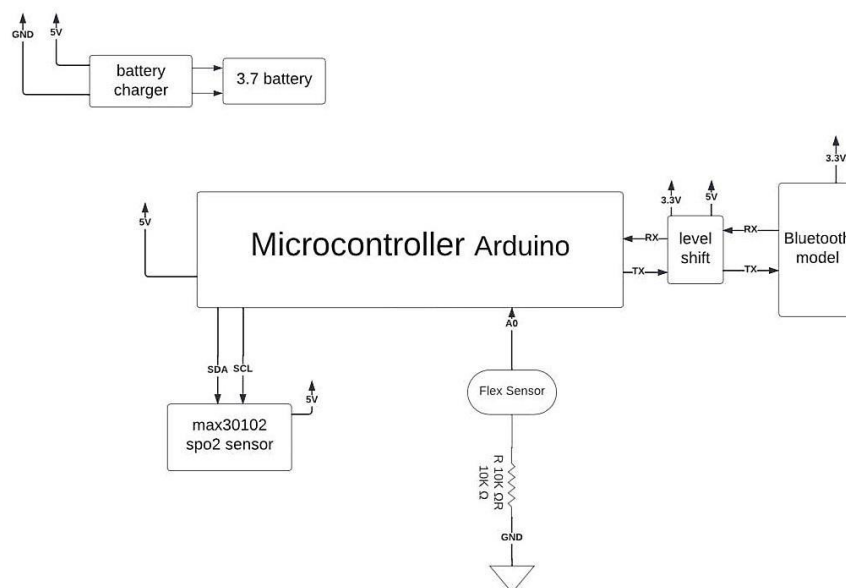 GND
5V
battery
charger
3.7 battery
3.3V
5V
Microcontroller Arduino
3.3V
5V
RX
level
shift
TX
RX
TX
Bluetooth
model
SDA
SCL
A0
5V
max30102
spo2 sensor
Flex Sensor
R 10K ΩR
10K Ω
GND